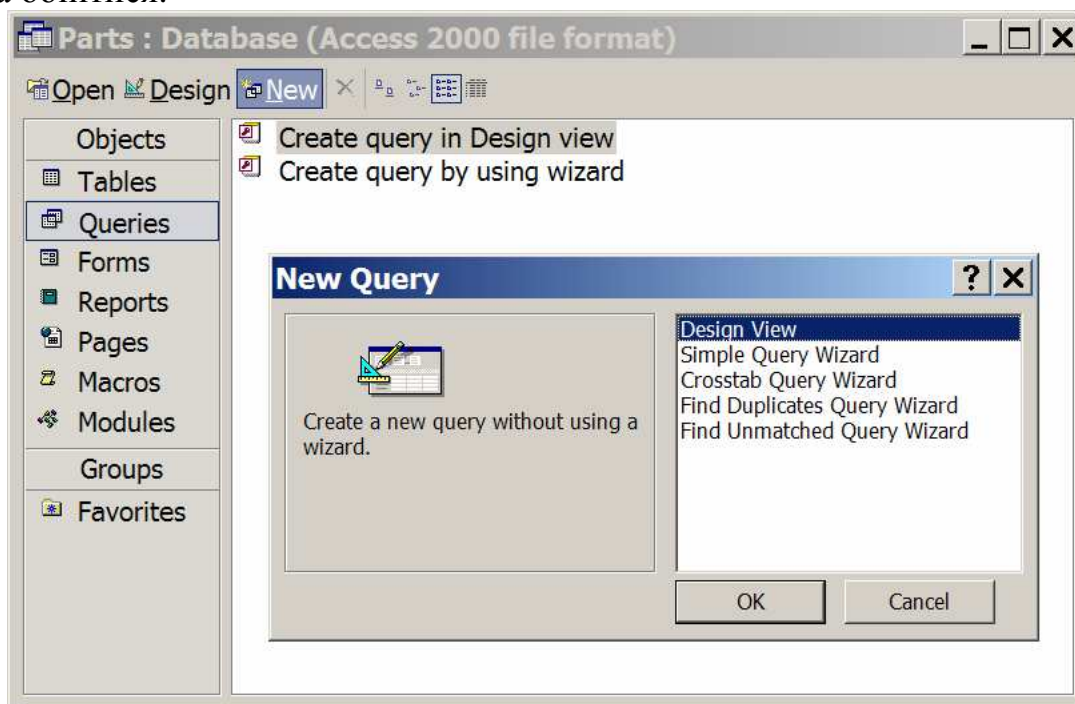 Parts : Database (Access 2000 file format)
Open Design New
Objects
Tables
Queries
Forms
Reports
Pages
Macros
Modules
Groups
Favorites
Create query in Design view
Create query by using wizard
New Query
Create a new query without using a
wizard.
Design View
Simple Query Wizard
Crosstab Query Wizard
Find Duplicates Query Wizard
Find Unmatched Query Wizard
OK Cancel